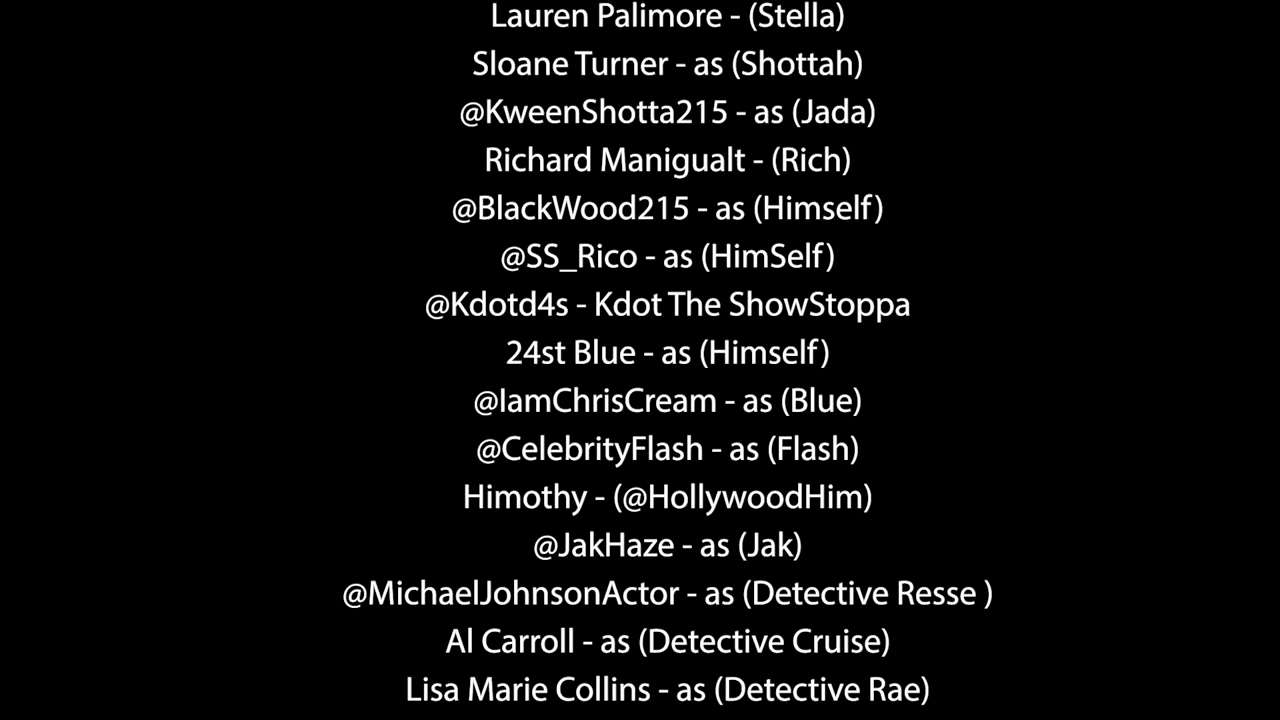 Lauren Palimore - (Stella)
Sloane Turner - as (Shottah)
@KweenShotta215 - as (Jada)
Richard Manigualt - (Rich)
@BlackWood215 - as (Himself)
@SS_Rico - as (HimSelf)
@Kdotd4s - Kdot The ShowStoppa
24st Blue - as (Himself)
@IamChrisCream - as (Blue)
@CelebrityFlash - as (Flash)
Himothy - (@HollywoodHim)
@JakHaze - as (Jak)
@MichaelJohnsonActor - as (Detective Resse )
Al Carroll - as (Detective Cruise)
Lisa Marie Collins - as (Detective Rae)